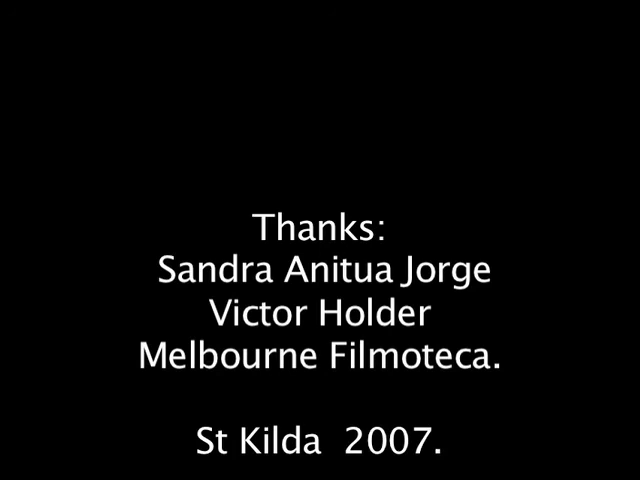 Thanks:
Sandra Anitua Jorge
Victor Holder
Melbourne Filmoteca.
St Kilda  2007.